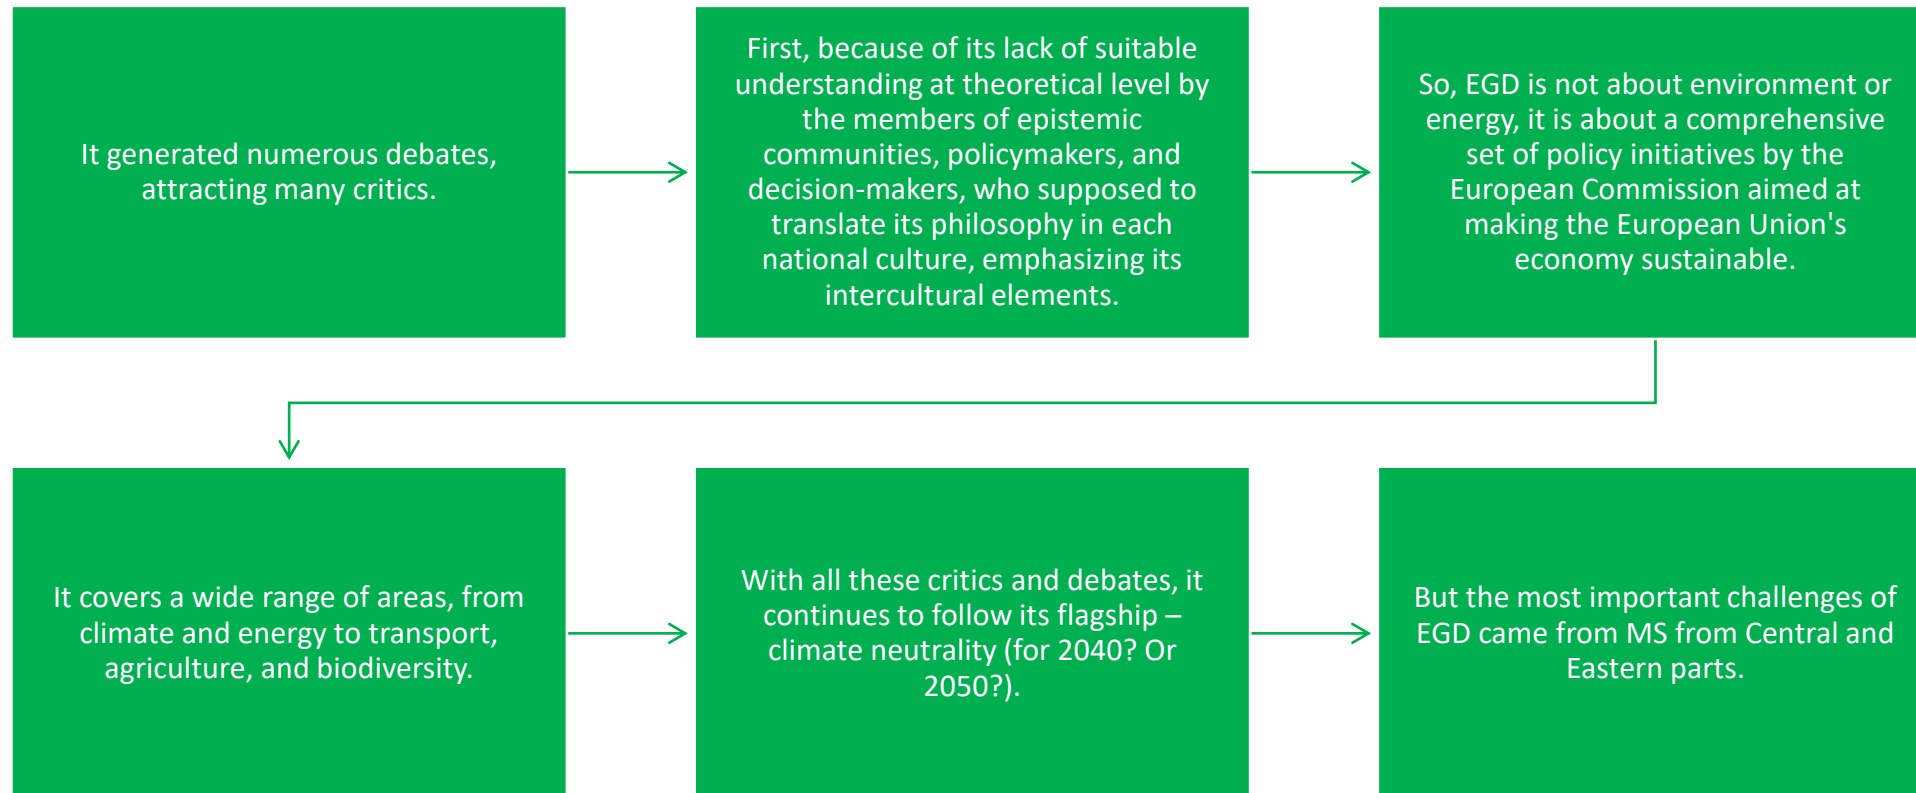 It generated numerous debates,
attracting many critics.
First, because of its lack of suitable
understanding at theoretical level by
the members of epistemic
communities, policymakers, and
decision-makers, who supposed to
translate its philosophy in each
national culture, emphasizing its
intercultural elements.
So, EGD is not about environment or
energy, it is about a comprehensive
set of policy initiatives by the
European Commission aimed at
making the European Union's
economy sustainable.
It covers a wide range of areas, from
climate and energy to transport,
agriculture, and biodiversity.
With all these critics and debates, it
continues to follow its flagship –
climate neutrality (for 2040? Or
2050?).
But the most important challenges of
EGD came from MS from Central and
Eastern parts.